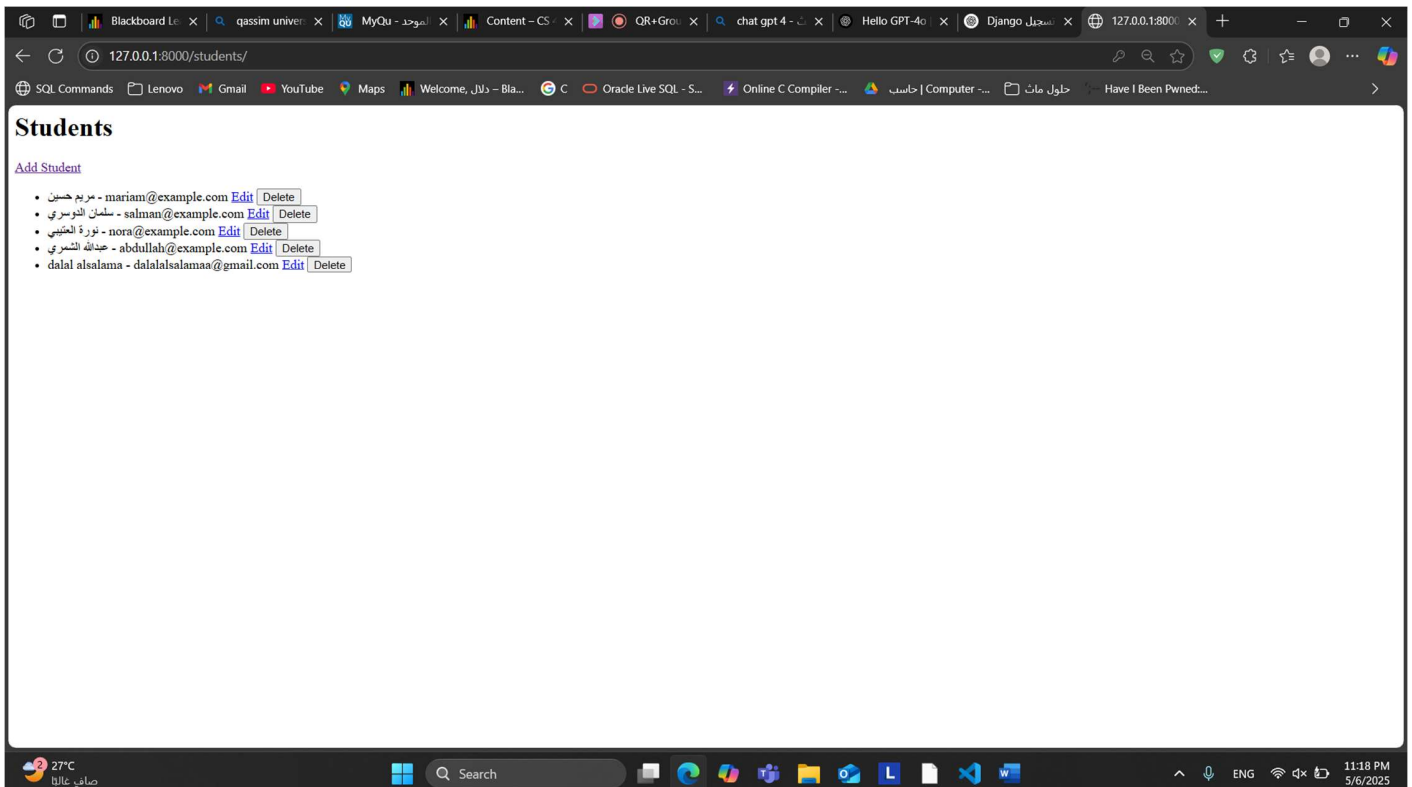 Blackboard Le
qassim univer
MyQu - الموحد
Content – CS
QR+Grou
chat gpt 4 -
Hello GPT-4o
Django تسجيل
127.0.0.1:8000
127.0.0.1:8000/students/
SQL Commands
Lenovo
Gmail
YouTube
Maps
Welcome, دلال – Bla...
C
Oracle Live SQL - S...
Online C Compiler -...
حاسب | Computer -...
حلول ماث
Have I Been Pwned:...
Students
Add Student
مريم حسين - mariam@example.com Edit Delete
سلمان الدوسري - salman@example.com Edit Delete
نورة العتيبي - nora@example.com Edit Delete
عبدالله الشمري - abdullah@example.com Edit Delete
dalal alsalama - dalalalsalamaa@gmail.com Edit Delete
2
27°C
صافٍ غالبًا
Search
L
W
ENG
11:18 PM
5/6/2025